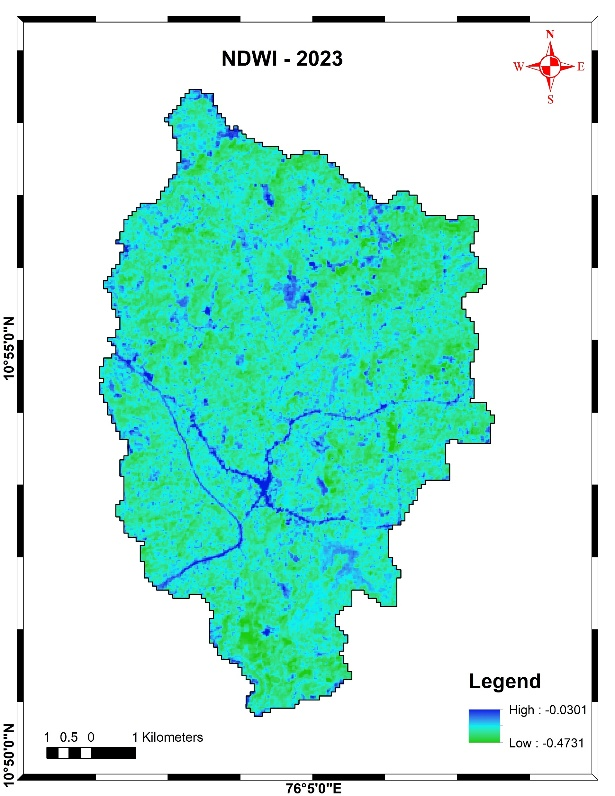 NDWI - 2023
N
W E
S
10°55'0"N
10°50'0"N
76°5'0"E
Legend
High : -0.0301
Low : -0.4731
1 0.5 0 1 Kilometers